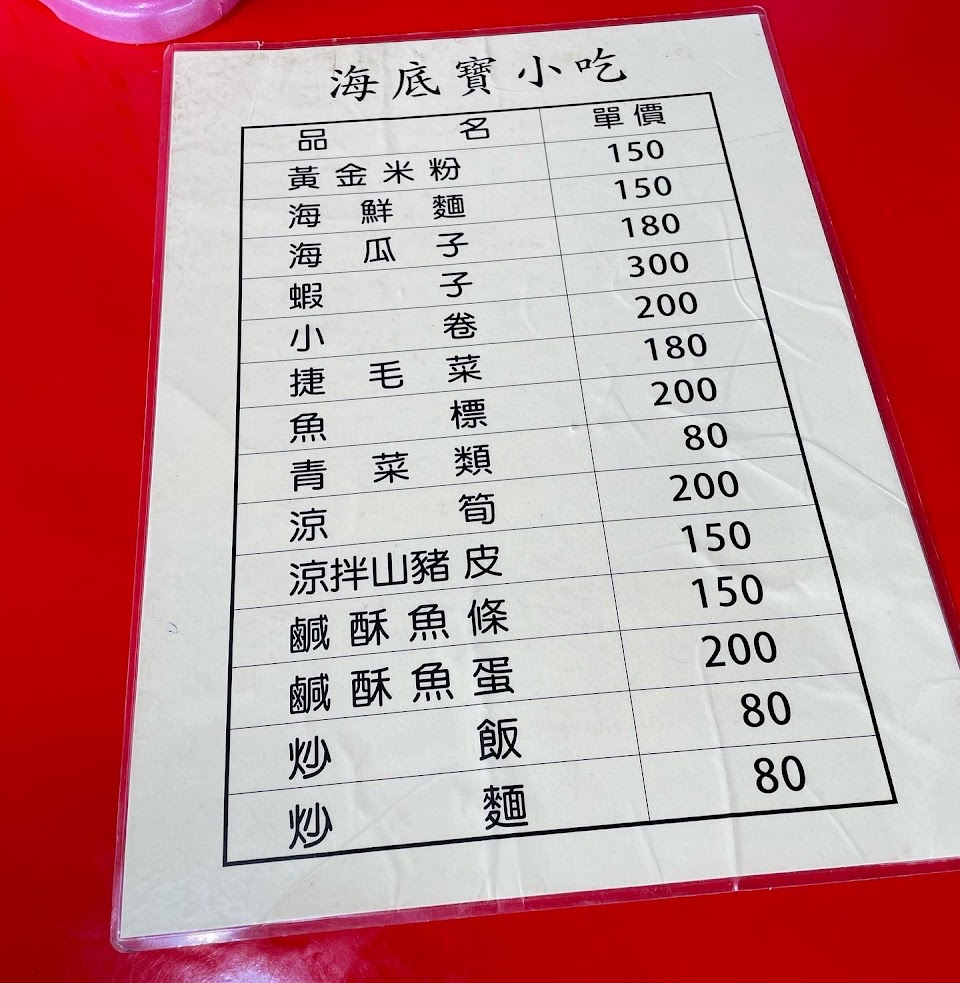 海底寶小吃
品名 單價
黃金米粉 150
海鮮麵 150
海瓜子 180
蝦子 300
小卷 200
捷毛菜 180
魚標 200
青菜類 80
涼筍 200
涼拌山豬皮 150
鹹酥魚條 150
鹹酥魚蛋 200
炒飯 80
炒麵 80